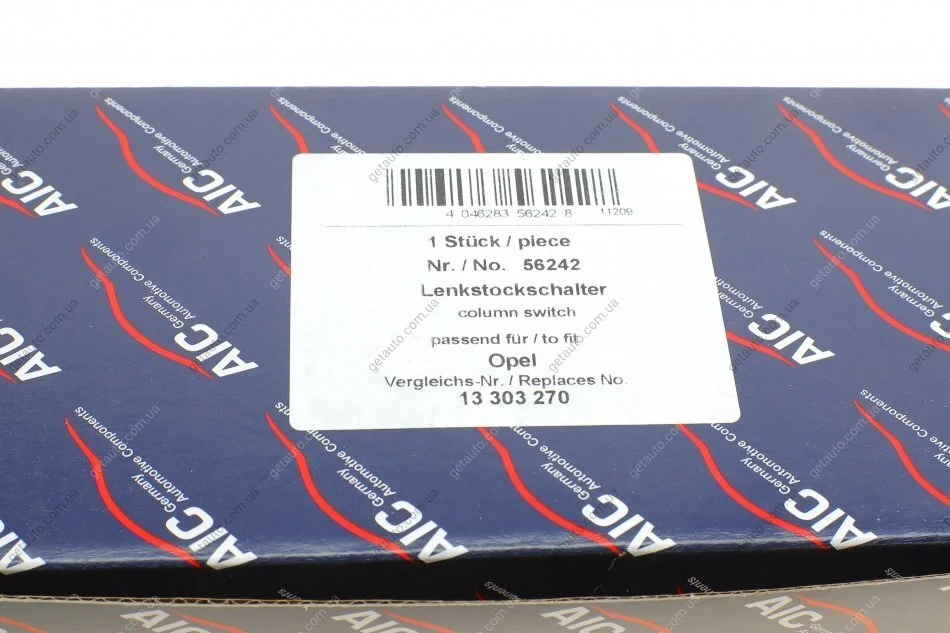 4 046283 56242 8 11209
1 Stück / piece
Nr. / No. 56242
Lenkstockschalter
column switch
passend für / to fit
Opel
Vergleichs-Nr. / Replaces No.
13 303 270
AIC Germany
Automotive Components
getauto.com.ua